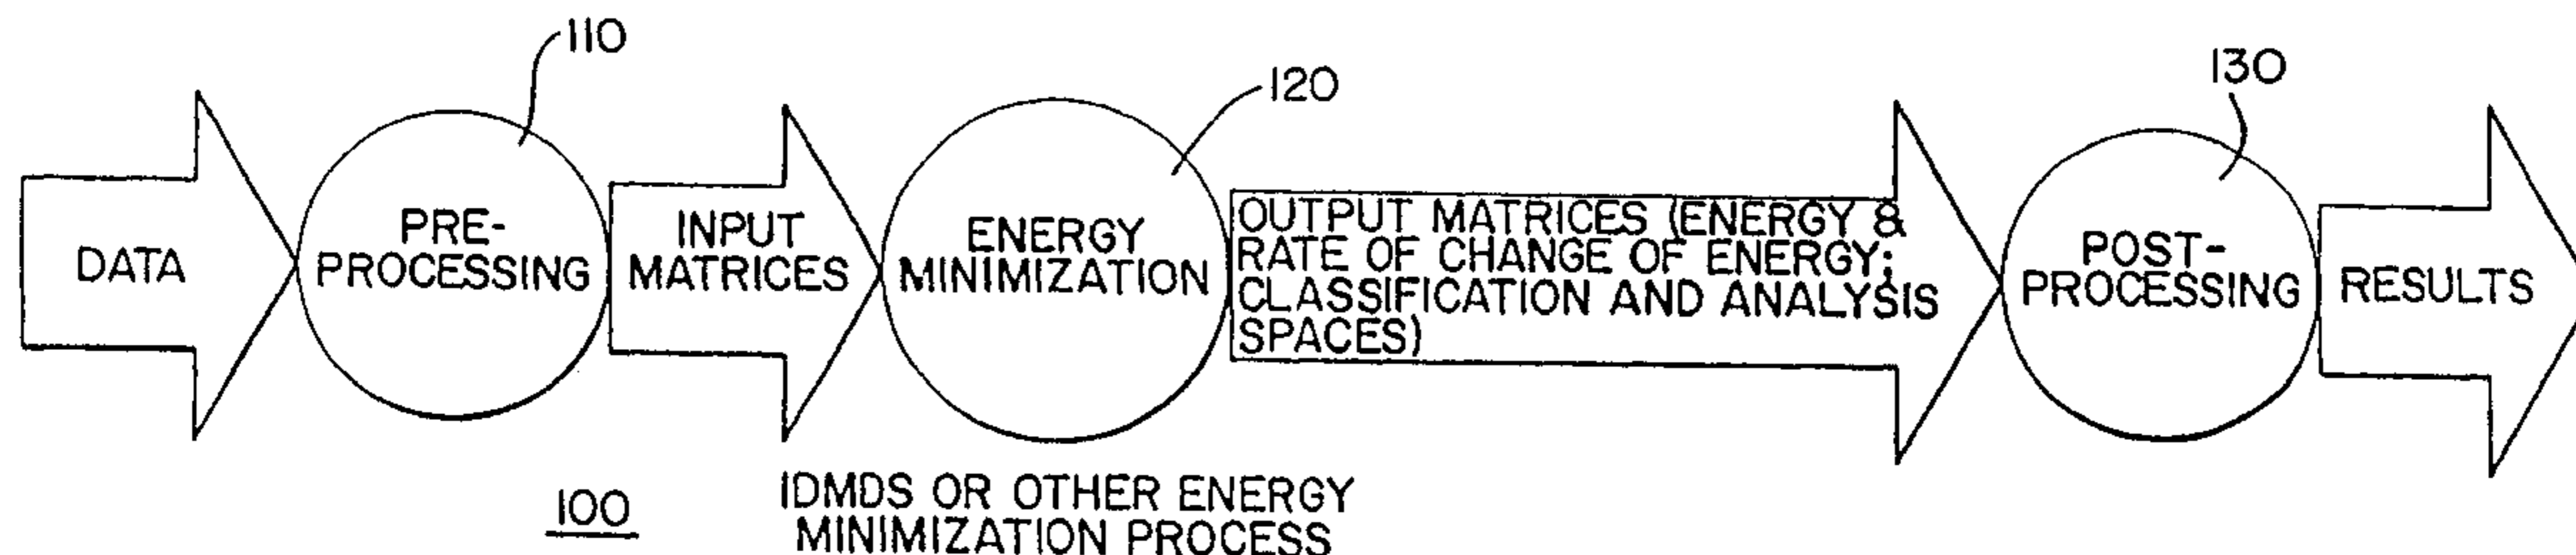 110
120
130
DATA
PRE-
PROCESSING
INPUT
MATRICES
ENERGY
MINIMIZATION
OUTPUT MATRICES (ENERGY &
RATE OF CHANGE OF ENERGY;
CLASSIFICATION AND ANALYSIS
SPACES)
POST-
PROCESSING
RESULTS
100
IDMDS OR OTHER ENERGY
MINIMIZATION PROCESS